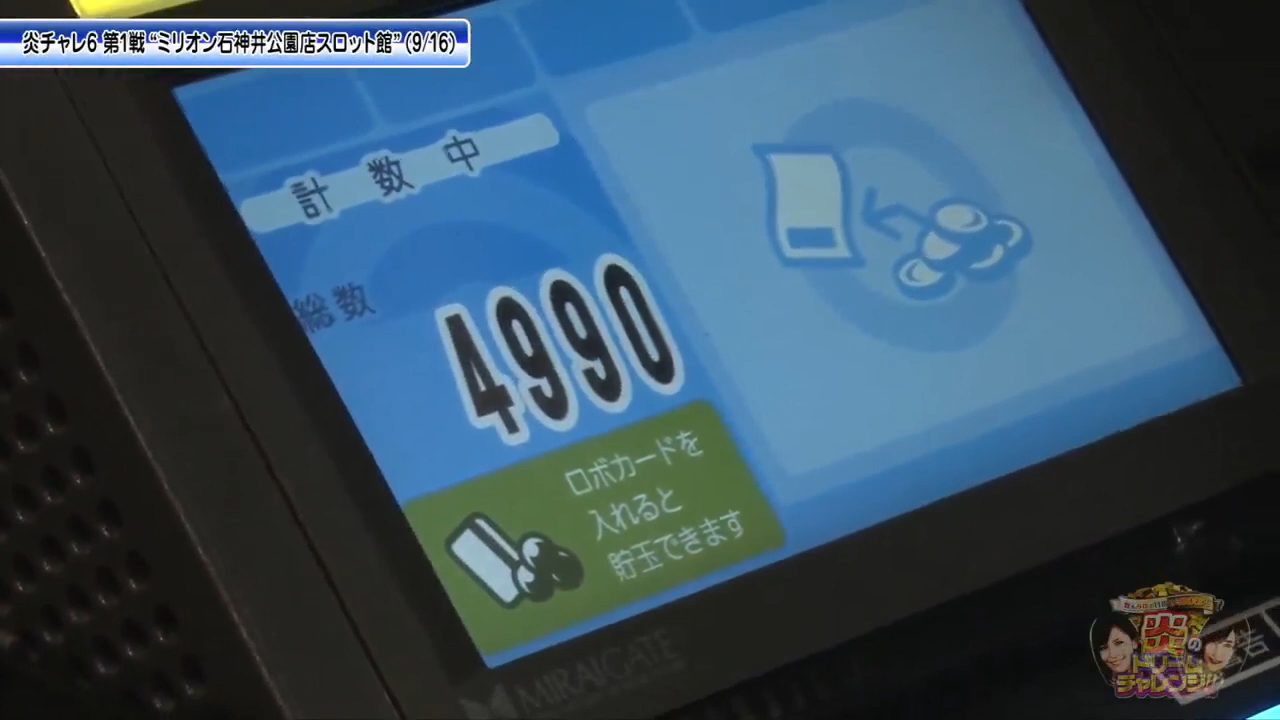 炎チャレ6 第1戦“ミリオン石神井公園店スロット館”(9/16)
計数中
総数
4990
ロボカードを
入れると
貯玉できます
MIRAIGATE
炎の
ドリーム
チャレンジ!!